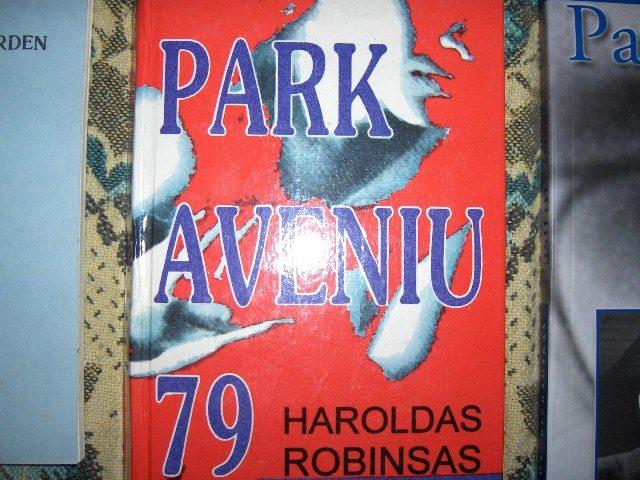 RDEN
PARK
AVENIU
79
HAROLDAS
ROBINSAS
Pa